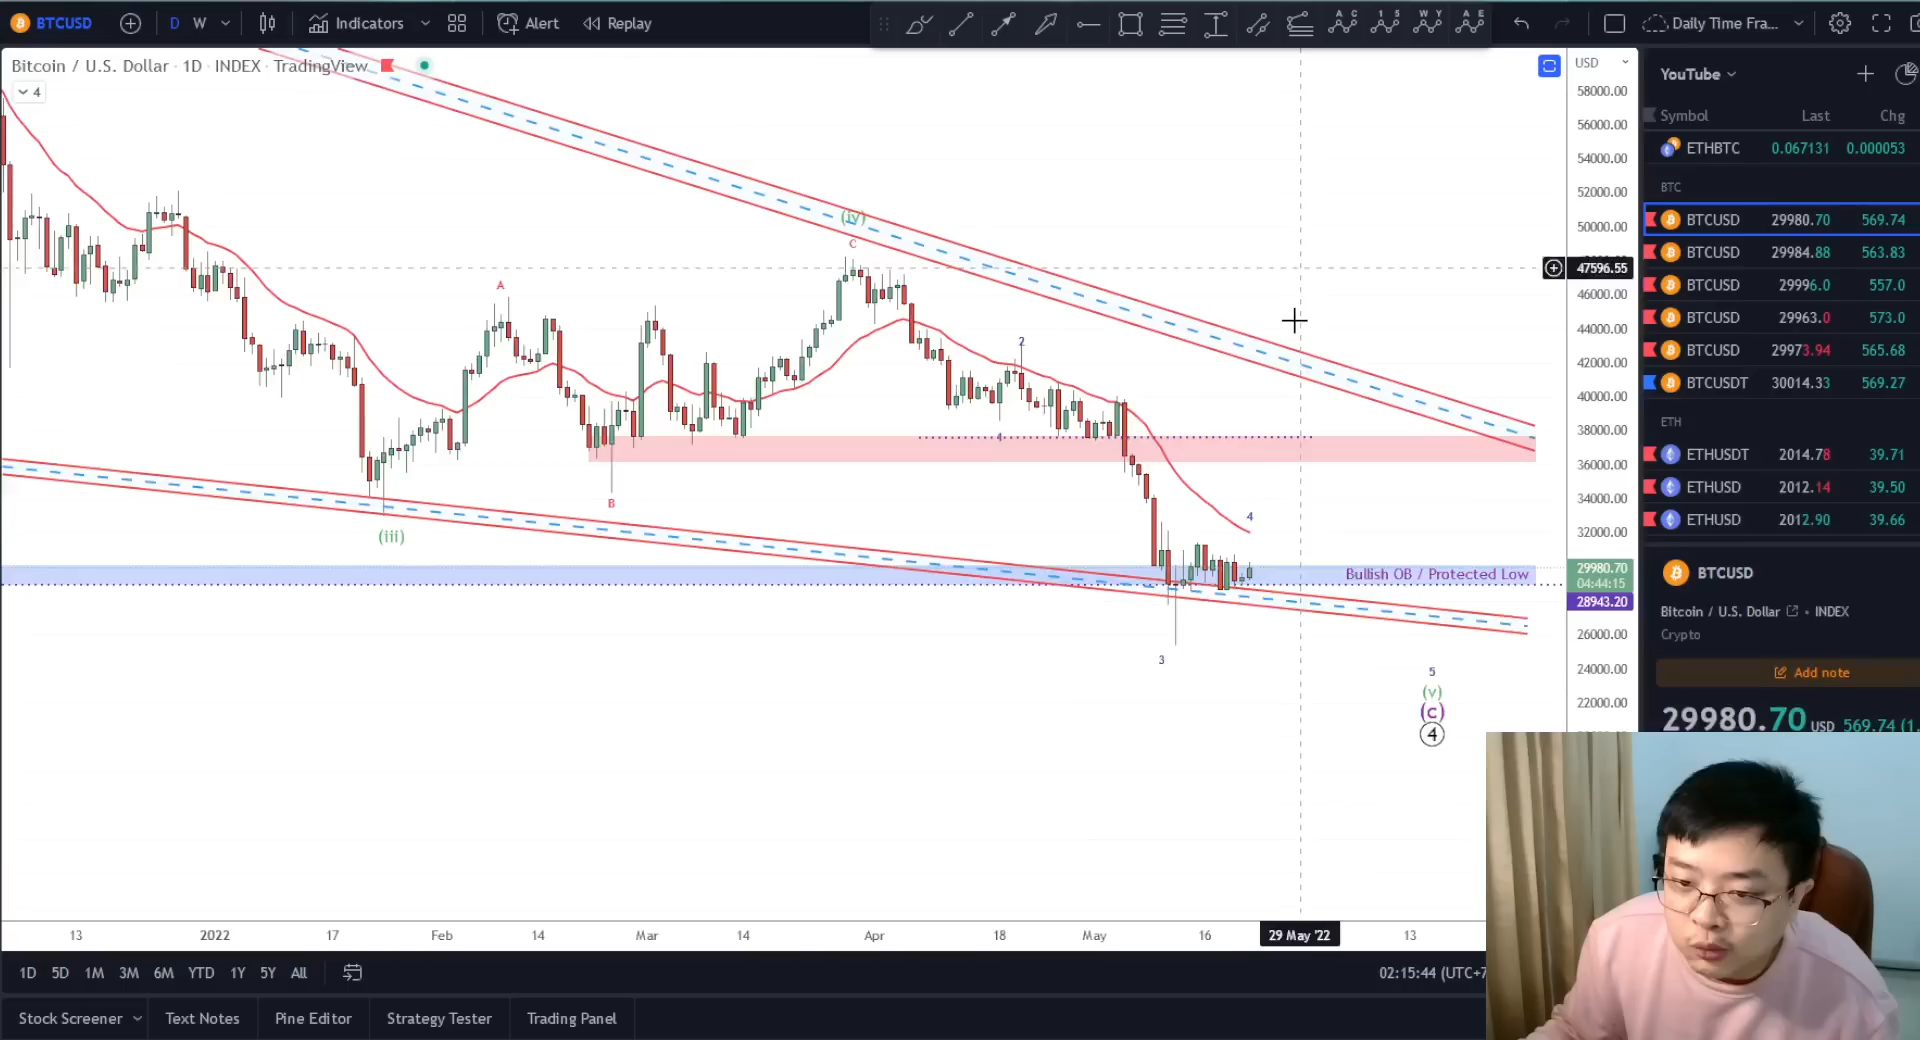 BTCUSD D W Indicators Alert Replay Daily Time Fra...
Bitcoin / U.S. Dollar · 1D · INDEX · TradingView
4
USD
58000.00
56000.00
54000.00
52000.00
50000.00
47596.55
46000.00
44000.00
42000.00
40000.00
38000.00
36000.00
34000.00
32000.00
29980.70
04:44:15
28943.20
26000.00
24000.00
22000.00
(iv)
C
A
2
4
B
(iii)
4
Bullish OB / Protected Low
3
5
(v)
(c)
4
13 2022 17 Feb 14 Mar 14 Apr 18 May 16 29 May '22 13
1D 5D 1M 3M 6M YTD 1Y 5Y All
02:15:44 (UTC+7
Stock Screener Text Notes Pine Editor Strategy Tester Trading Panel
YouTube
Symbol Last Chg
ETHBTC 0.067131 0.000053
BTC
BTCUSD 29980.70 569.74
BTCUSD 29984.88 563.83
BTCUSD 29996.0 557.0
BTCUSD 29963.0 573.0
BTCUSD 29973.94 565.68
BTCUSDT 30014.33 569.27
ETH
ETHUSDT 2014.78 39.71
ETHUSD 2012.14 39.50
ETHUSD 2012.90 39.66
BTCUSD
Bitcoin / U.S. Dollar • INDEX
Crypto
Add note
29980.70 USD 569.74 (1.